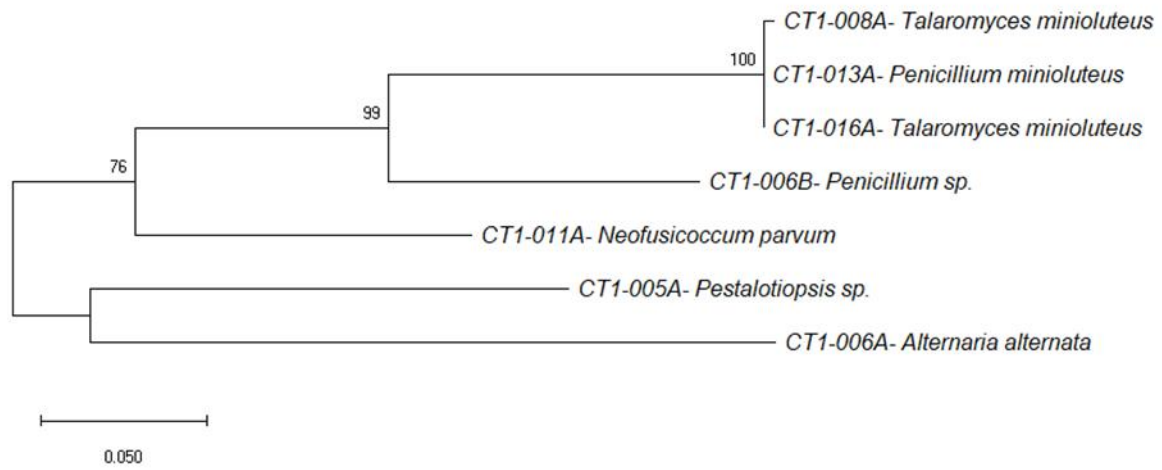 CT1-008A- Talaromyces minioluteus
100
CT1-013A- Penicillium minioluteus
99
CT1-016A- Talaromyces minioluteus
76
CT1-006B- Penicillium sp.
CT1-011A- Neofusicoccum parvum
CT1-005A- Pestalotiopsis sp.
CT1-006A- Alternaria alternata
0.050